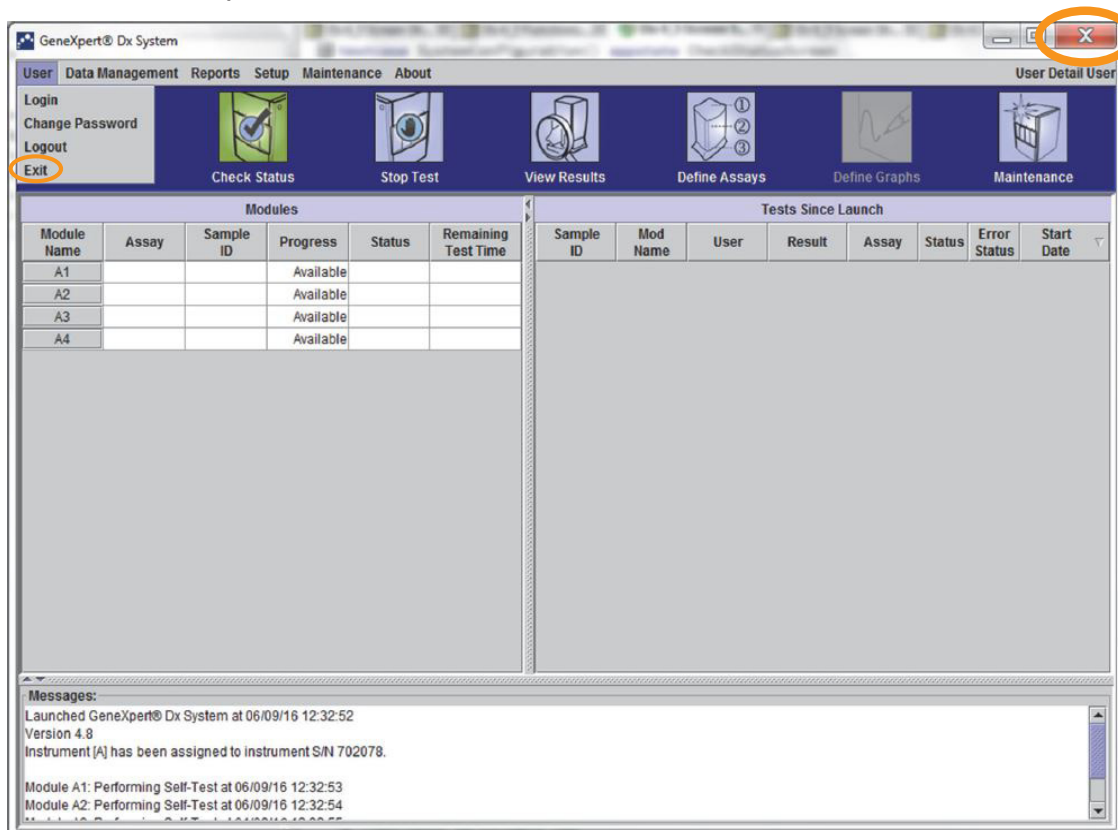 GeneXpert® Dx System
User Data Management Reports Setup Maintenance About User Detail User
Login
Change Password
Logout
Exit
Check Status Stop Test View Results Define Assays Define Graphs Maintenance
①
②
③
Modules
Module Name Assay Sample ID Progress Status Remaining Test Time
A1 Available
A2 Available
A3 Available
A4 Available
Tests Since Launch
Sample ID Mod Name User Result Assay Status Error Status Start Date
Messages:
Launched GeneXpert® Dx System at 06/09/16 12:32:52
Version 4.8
Instrument [A] has been assigned to instrument S/N 702078.
Module A1: Performing Self-Test at 06/09/16 12:32:53
Module A2: Performing Self-Test at 06/09/16 12:32:54